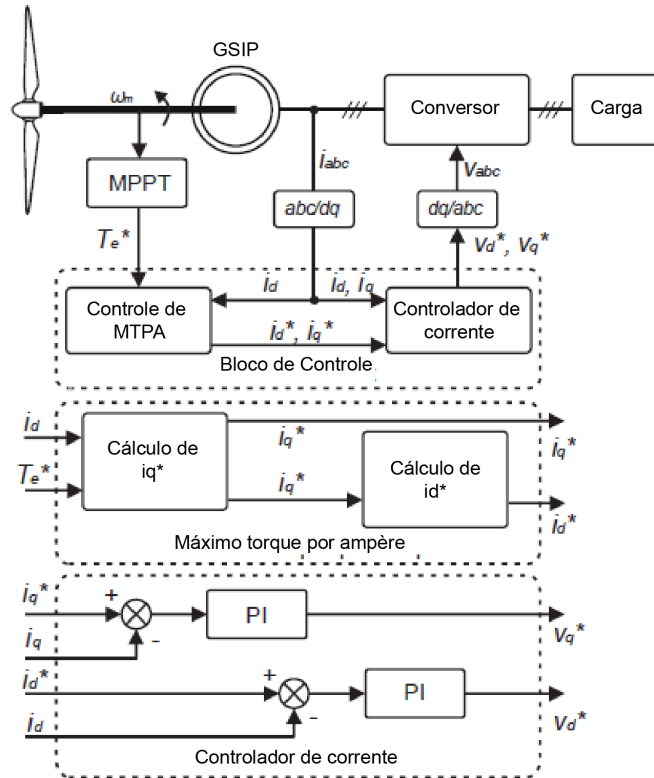 GSIP
ωm
Conversor
Carga
iabc
vabc
MPPT
abc/dq
dq/abc
Te*
vd*, vq*
id
id, iq
Controle de
MTPA
Controlador de
corrente
id*, iq*
Bloco de Controle
id
Cálculo de
iq*
iq*
iq*
Te*
iq*
Cálculo de
id*
id*
Máximo torque por ampère
iq*
+
PI
iq
-
vq*
id*
+
PI
id
-
vd*
Controlador de corrente